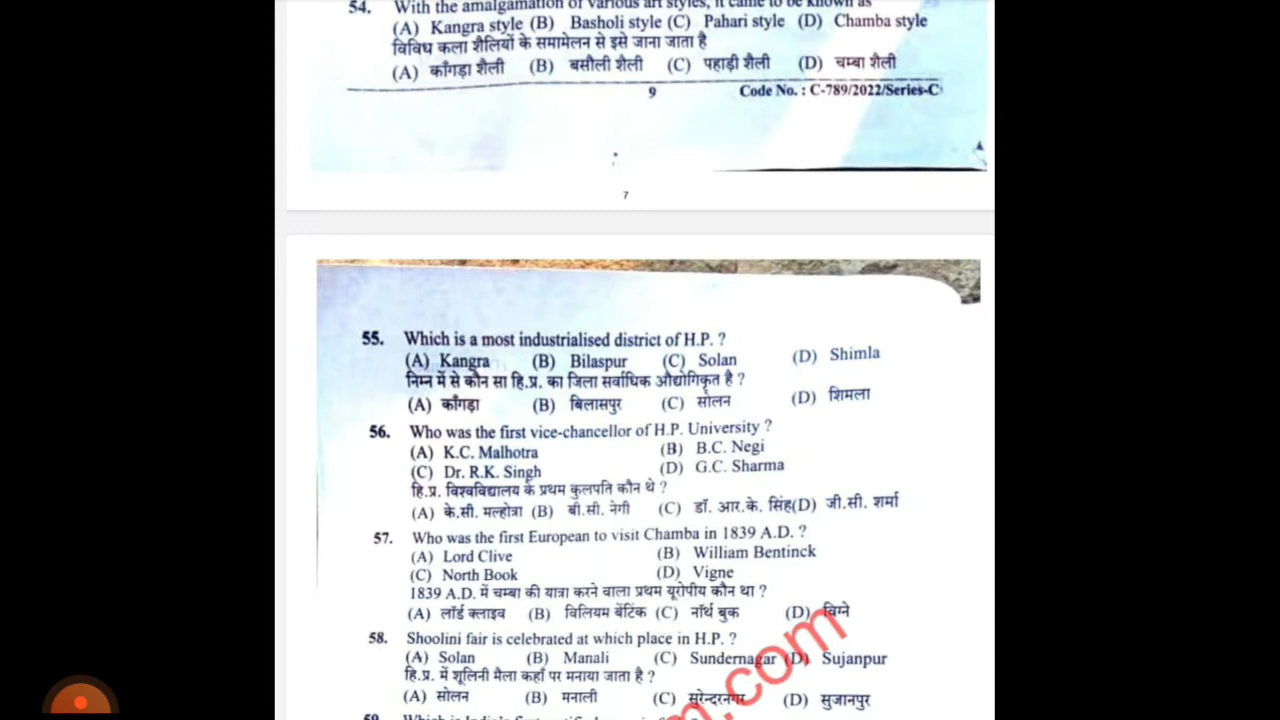 54. With the amalgamation of various art styles, it came to be known as
(A) Kangra style (B) Basholi style (C) Pahari style (D) Chamba style
विविध कला शैलियों के समामेलन से इसे जाना जाता है
(A) काँगड़ा शैली (B) बसौली शैली (C) पहाड़ी शैली (D) चम्बा शैली
9 Code No. : C-789/2022/Series-C
7
55. Which is a most industrialised district of H.P. ?
(A) Kangra (B) Bilaspur (C) Solan (D) Shimla
निम्न में से कौन सा हि.प्र. का जिला सर्वाधिक औद्योगिकृत है ?
(A) काँगड़ा (B) बिलासपुर (C) सोलन (D) शिमला
56. Who was the first vice-chancellor of H.P. University ?
(A) K.C. Malhotra (B) B.C. Negi
(C) Dr. R.K. Singh (D) G.C. Sharma
हि.प्र. विश्वविद्यालय के प्रथम कुलपति कौन थे ?
(A) के.सी. मल्होत्रा (B) बी.सी. नेगी (C) डॉ. आर.के. सिंह(D) जी.सी. शर्मा
57. Who was the first European to visit Chamba in 1839 A.D. ?
(A) Lord Clive (B) William Bentinck
(C) North Book (D) Vigne
1839 A.D. में चम्बा की यात्रा करने वाला प्रथम यूरोपीय कौन था ?
(A) लॉर्ड क्लाइव (B) विलियम बेंटिंक (C) नॉर्थ बुक (D) विग्ने
58. Shoolini fair is celebrated at which place in H.P. ?
(A) Solan (B) Manali (C) Sundernagar (D) Sujanpur
हि.प्र. में शूलिनी मैला कहाँ पर मनाया जाता है ?
(A) सोलन (B) मनाली (C) सुरेन्दरनगर (D) सुजानपुर
m.com